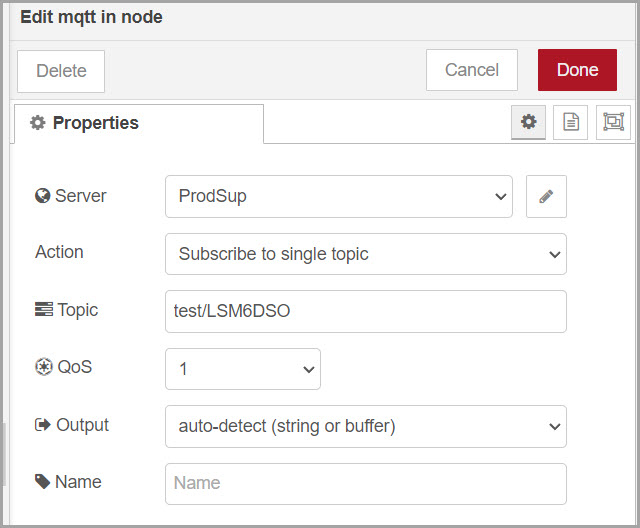 Edit mqtt in node
Delete
Cancel
Done
Properties
Server
ProdSup
Action
Subscribe to single topic
Topic
test/LSM6DSO
QoS
1
Output
auto-detect (string or buffer)
Name
Name